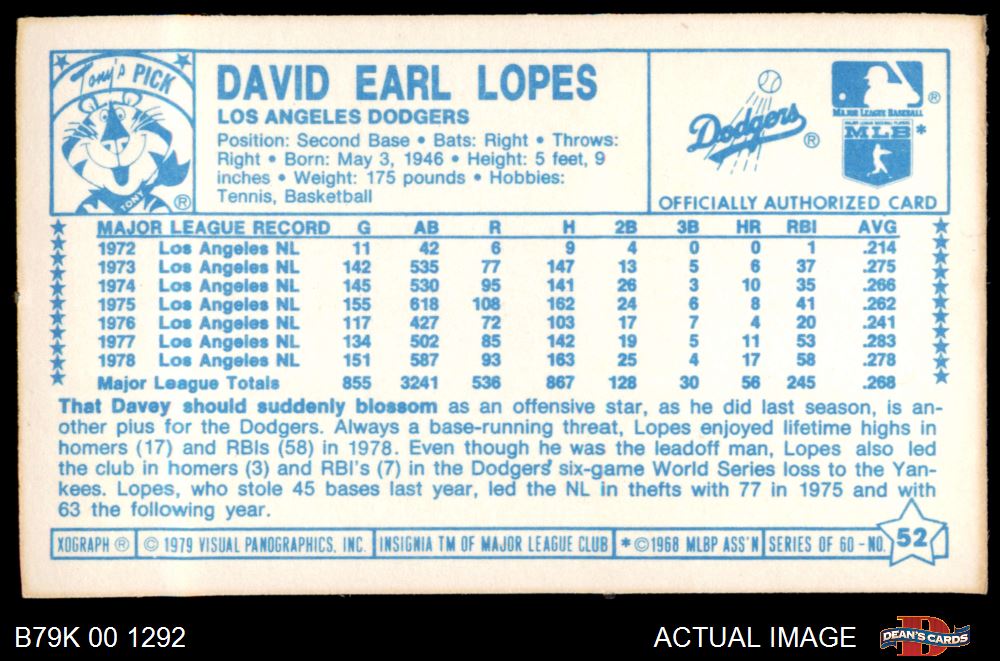 Tony's PICK
TONY
®
DAVID EARL LOPES
LOS ANGELES DODGERS
Position: Second Base • Bats: Right • Throws:
Right • Born: May 3, 1946 • Height: 5 feet, 9
inches • Weight: 175 pounds • Hobbies:
Tennis, Basketball
Dodgers ®
®
MAJOR LEAGUE BASEBALL
MAJOR LEAGUE BASEBALL PLAYERS
MLB *
OFFICIALLY AUTHORIZED CARD
MAJOR LEAGUE RECORD G AB R H 2B 3B HR RBI AVG
1972 Los Angeles NL 11 42 6 9 4 0 0 1 .214
1973 Los Angeles NL 142 535 77 147 13 5 6 37 .275
1974 Los Angeles NL 145 530 95 141 26 3 10 35 .266
1975 Los Angeles NL 155 618 108 162 24 6 8 41 .262
1976 Los Angeles NL 117 427 72 103 17 7 4 20 .241
1977 Los Angeles NL 134 502 85 142 19 5 11 53 .283
1978 Los Angeles NL 151 587 93 163 25 4 17 58 .278
Major League Totals 855 3241 536 867 128 30 56 245 .268
That Davey should suddenly blossom as an offensive star, as he did last season, is an-
other plus for the Dodgers. Always a base-running threat, Lopes enjoyed lifetime highs in
homers (17) and RBIs (58) in 1978. Even though he was the leadoff man, Lopes also led
the club in homers (3) and RBI's (7) in the Dodgers' six-game World Series loss to the Yan-
kees. Lopes, who stole 45 bases last year, led the NL in thefts with 77 in 1975 and with
63 the following year.
XOGRAPH ® © 1979 VISUAL PANOGRAPHICS, INC. INSIGNIA TM OF MAJOR LEAGUE CLUB * © 1968 MLBP ASS'N SERIES OF 60 - NO. 52
B79K 00 1292
ACTUAL IMAGE
D
DEAN'S CARDS